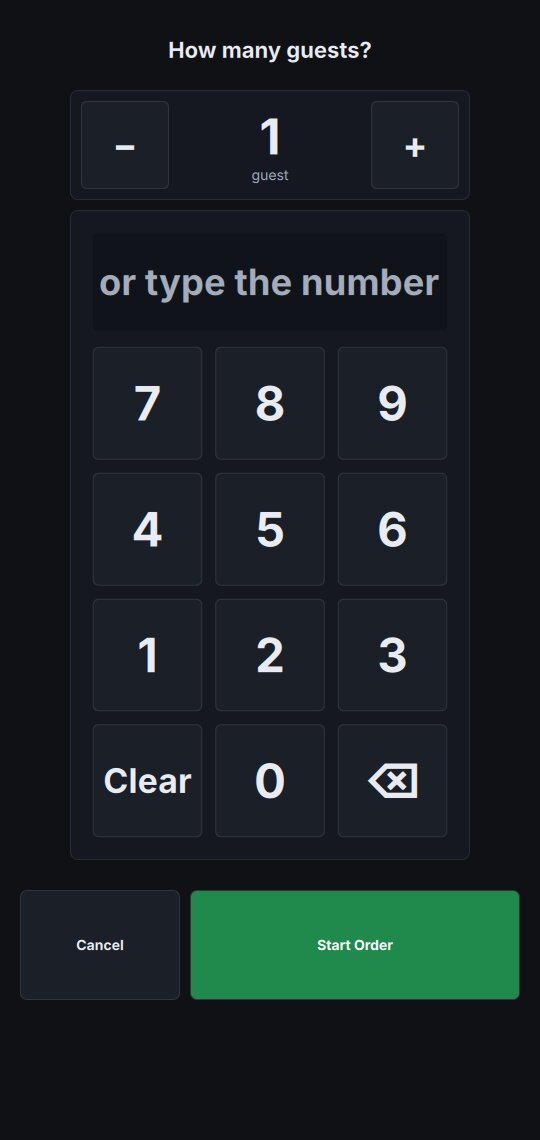 How many guests?
− 1 +
guest
or type the number
7 8 9
4 5 6
1 2 3
Clear 0 ⌫
Cancel Start Order